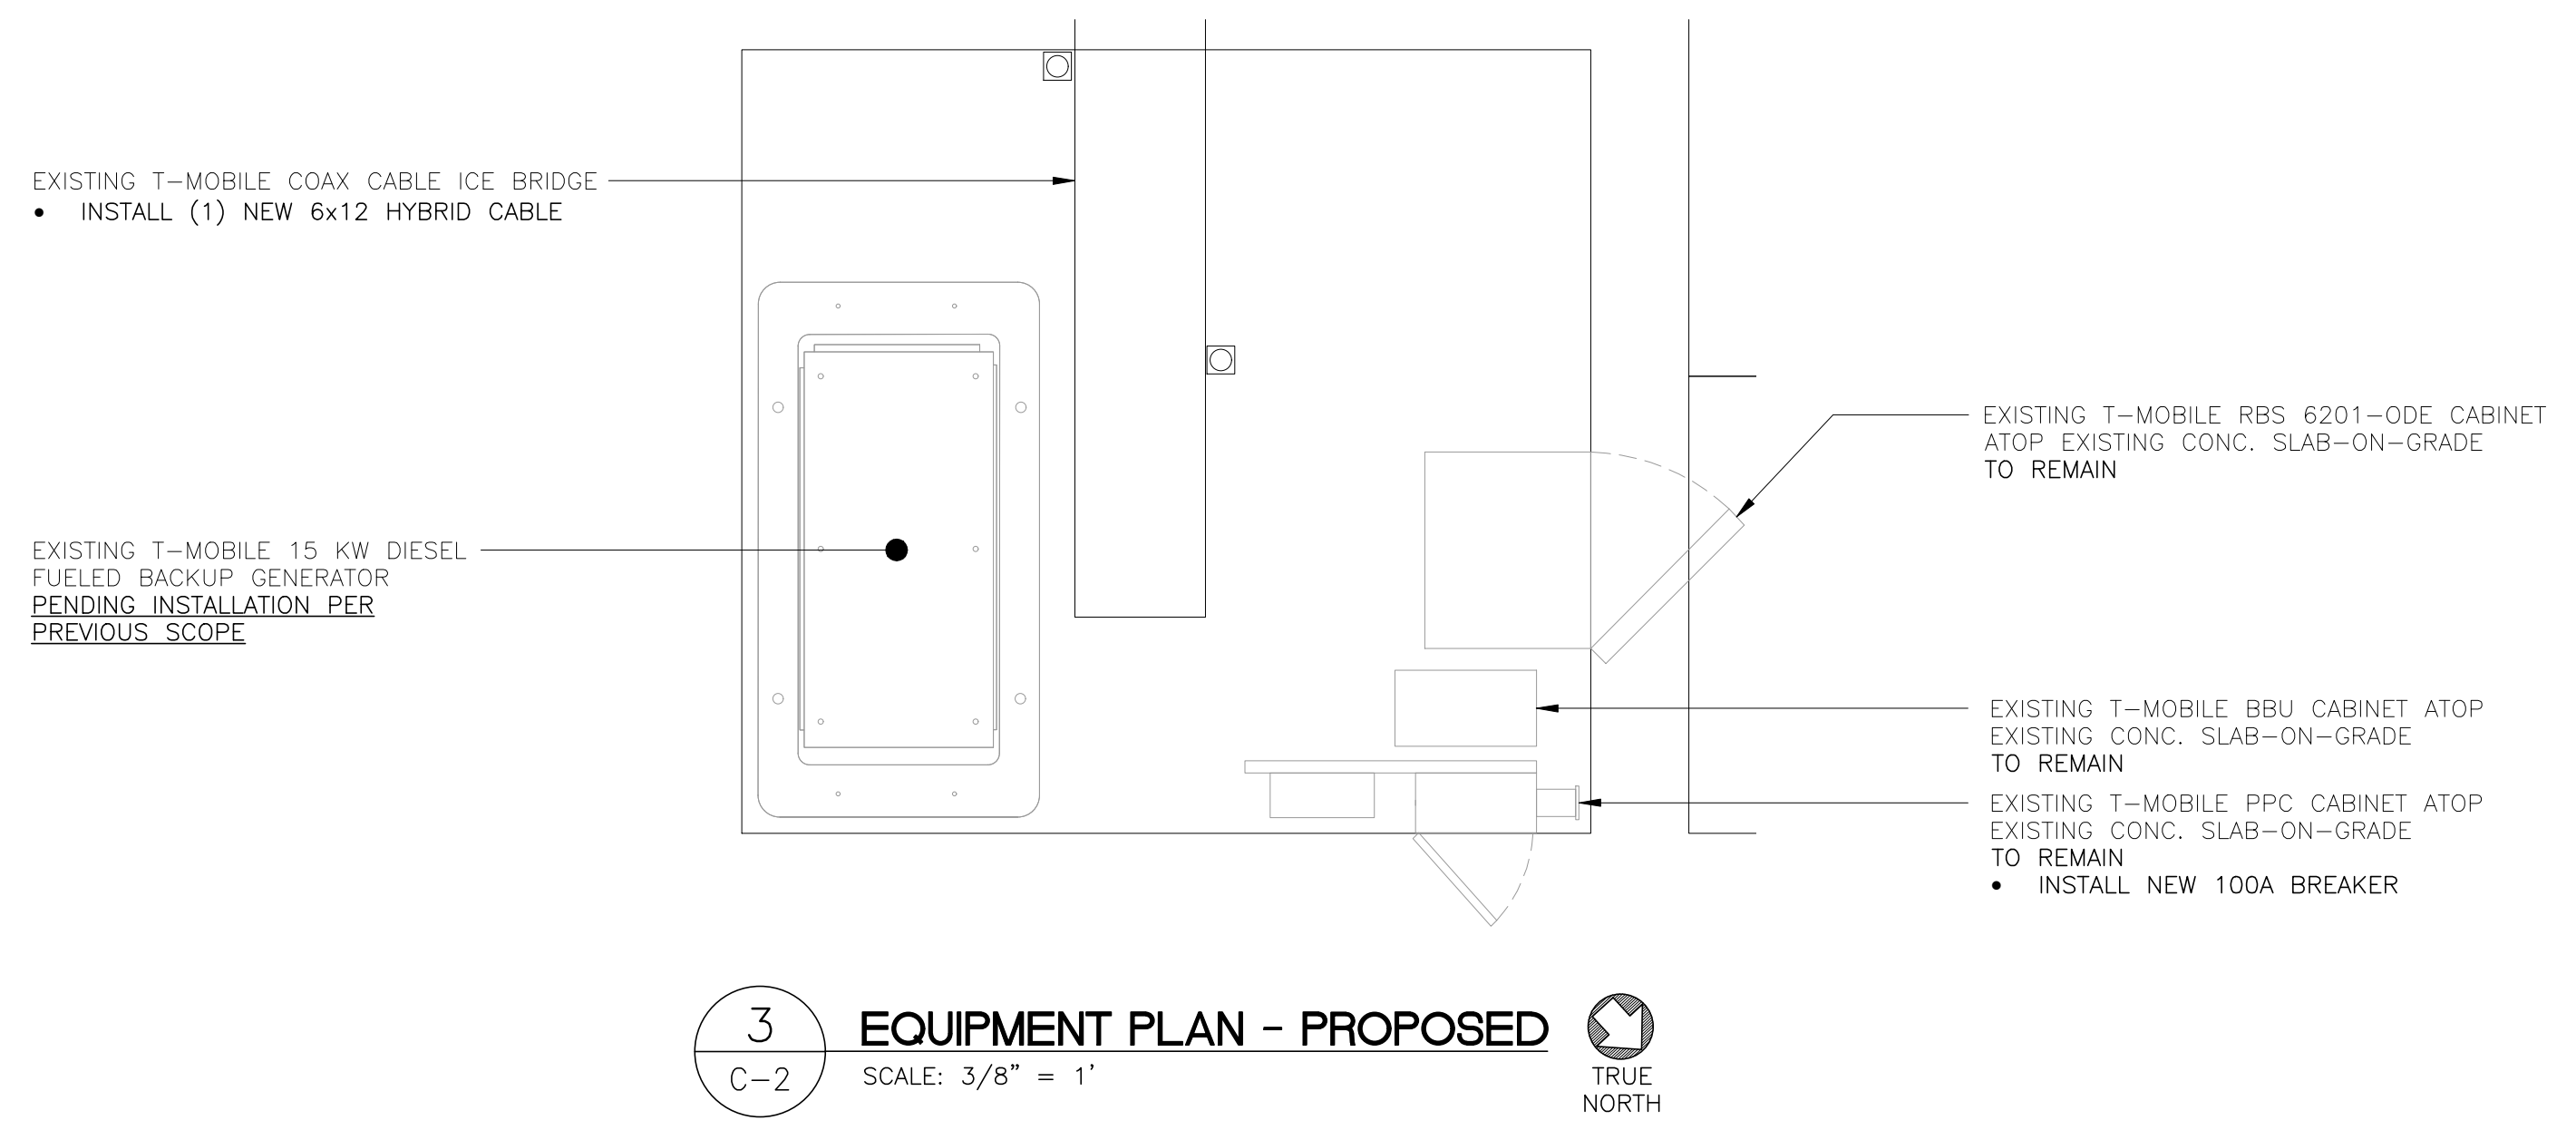 EXISTING T-MOBILE COAX CABLE ICE BRIDGE
• INSTALL (1) NEW 6x12 HYBRID CABLE
EXISTING T-MOBILE 15 KW DIESEL
FUELED BACKUP GENERATOR
PENDING INSTALLATION PER
PREVIOUS SCOPE
EXISTING T-MOBILE RBS 6201-ODE CABINET
ATOP EXISTING CONC. SLAB-ON-GRADE
TO REMAIN
EXISTING T-MOBILE BBU CABINET ATOP
EXISTING CONC. SLAB-ON-GRADE
TO REMAIN
EXISTING T-MOBILE PPC CABINET ATOP
EXISTING CONC. SLAB-ON-GRADE
TO REMAIN
• INSTALL NEW 100A BREAKER
3
C-2
EQUIPMENT PLAN - PROPOSED
SCALE: 3/8" = 1'
TRUE
NORTH